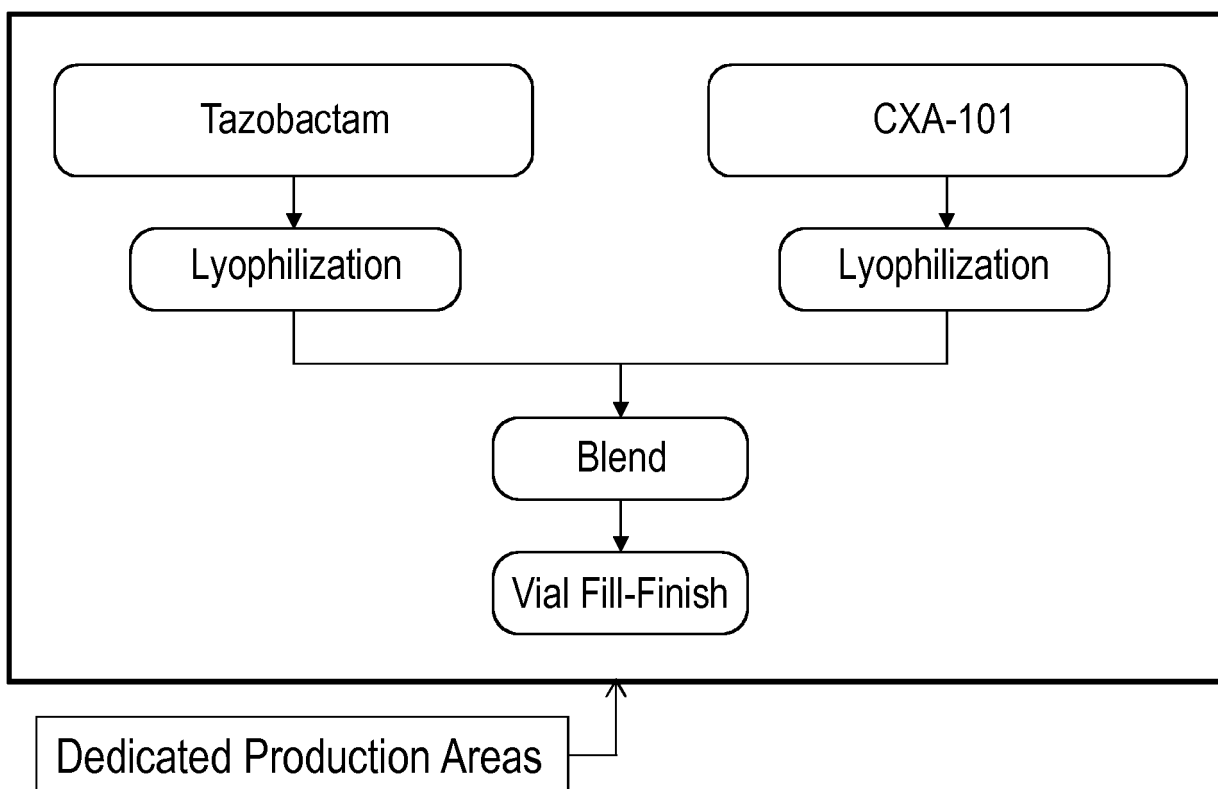 Tazobactam
CXA-101
Lyophilization
Lyophilization
Blend
Vial Fill-Finish
Dedicated Production Areas